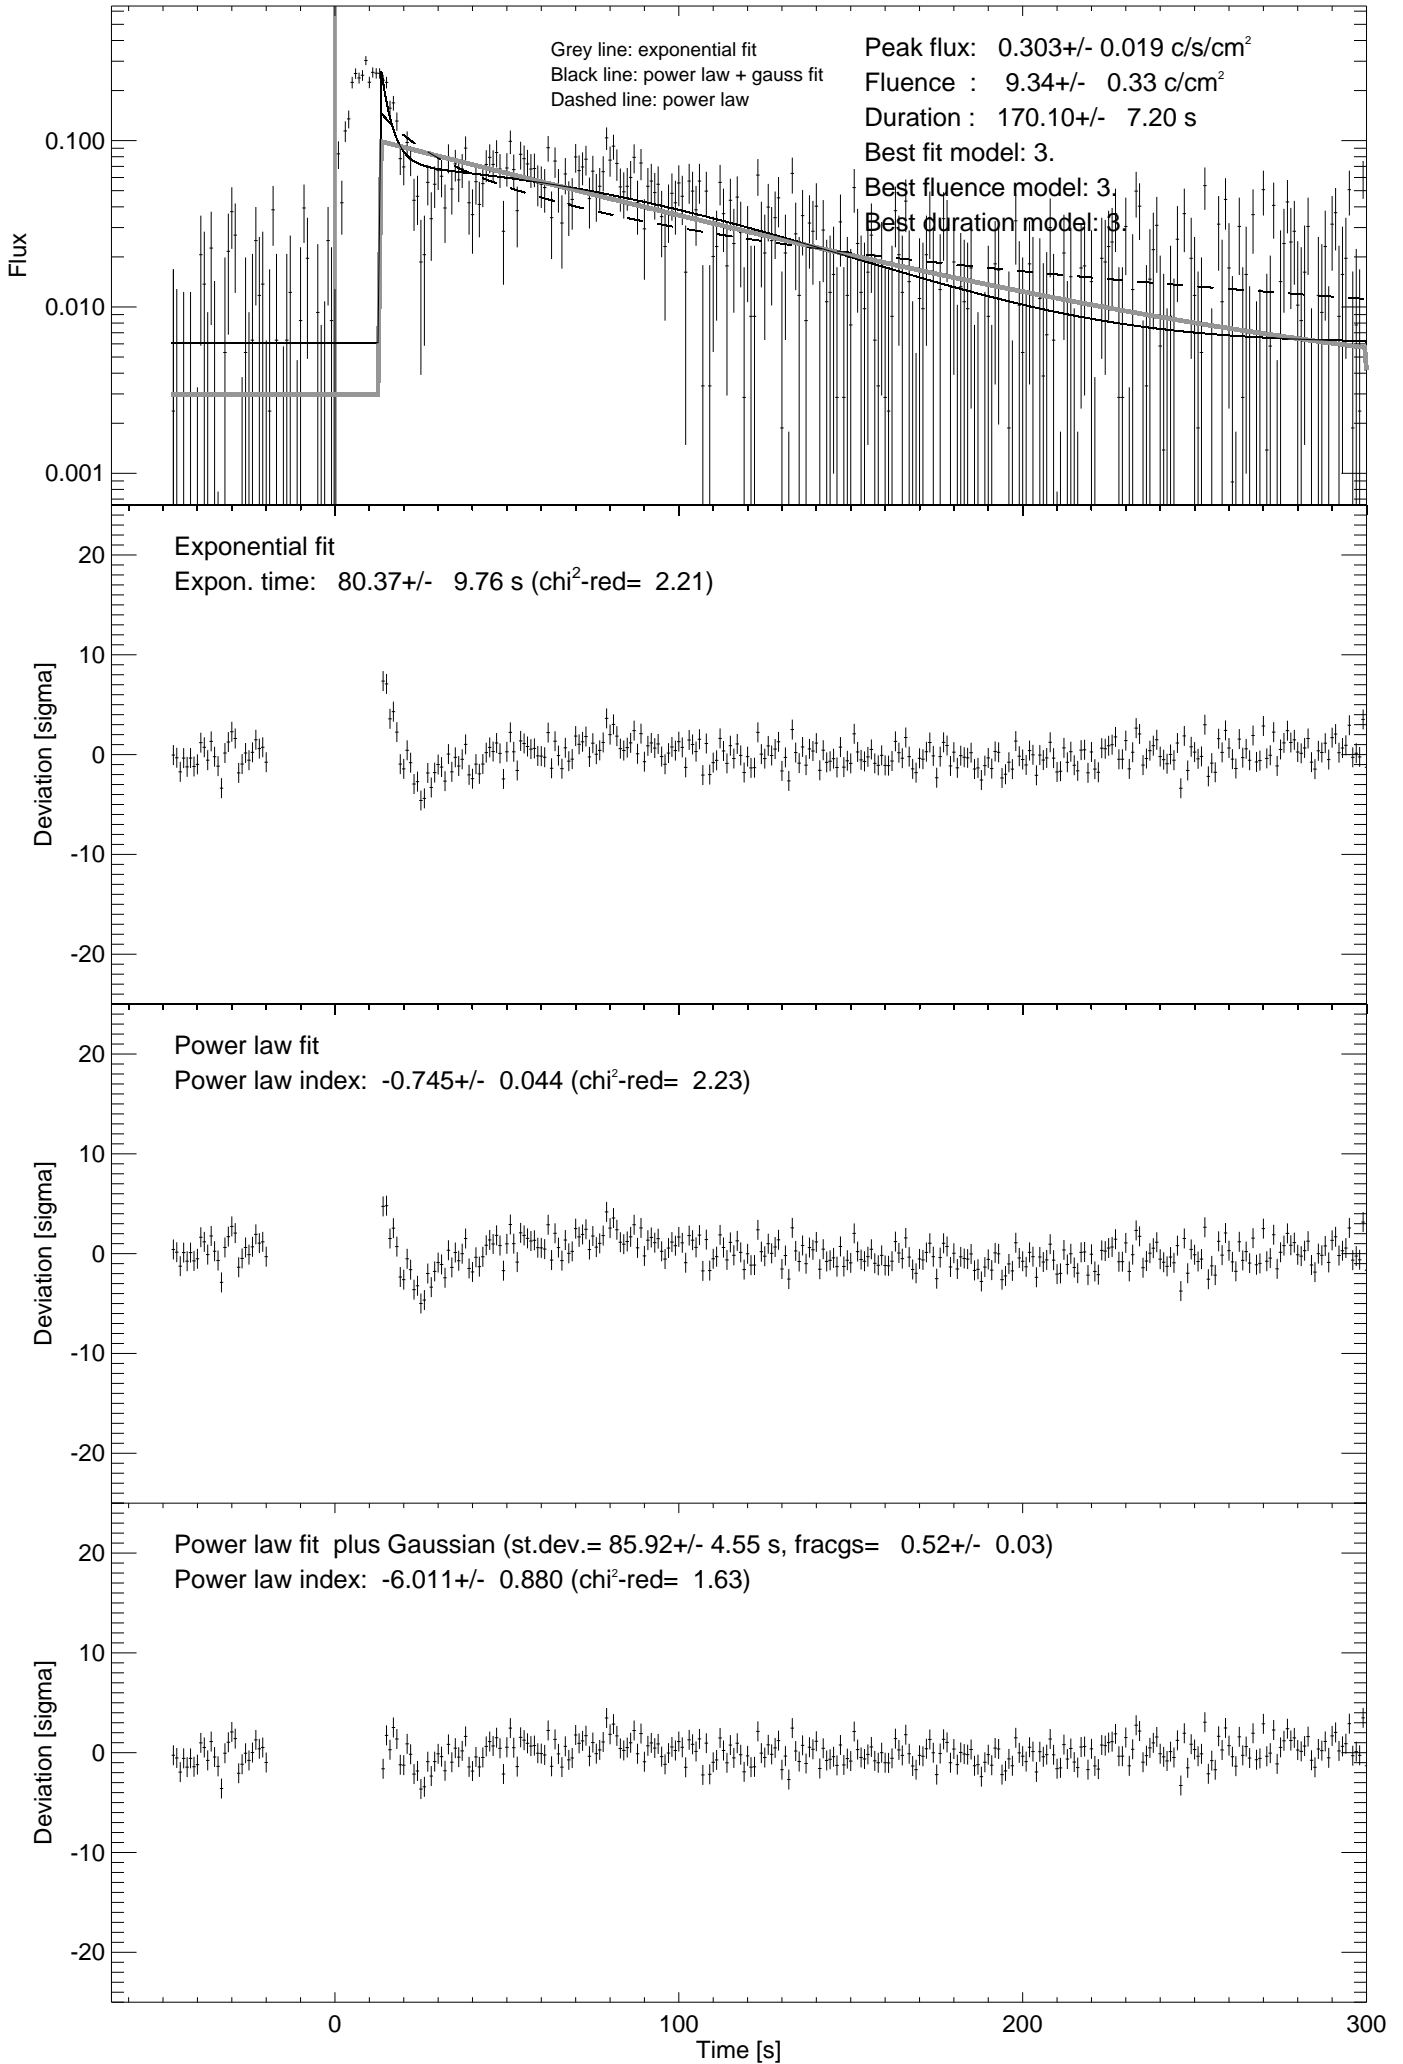 Grey line: exponential fit
Black line: power law + gauss fit
Dashed line: power law
Peak flux: 0.303+/- 0.019 c/s/cm²
Fluence : 9.34+/- 0.33 c/cm²
Duration : 170.10+/- 7.20 s
Best fit model: 3.
Best fluence model: 3.
Best duration model: 3.
Flux
0.100
0.010
0.001
Exponential fit
Expon. time: 80.37+/- 9.76 s (chi²-red= 2.21)
Deviation [sigma]
20
10
0
-10
-20
Power law fit
Power law index: -0.745+/- 0.044 (chi²-red= 2.23)
Deviation [sigma]
20
10
0
-10
-20
Power law fit plus Gaussian (st.dev.= 85.92+/- 4.55 s, fracgs= 0.52+/- 0.03)
Power law index: -6.011+/- 0.880 (chi²-red= 1.63)
Deviation [sigma]
20
10
0
-10
-20
0 100 200 300
Time [s]